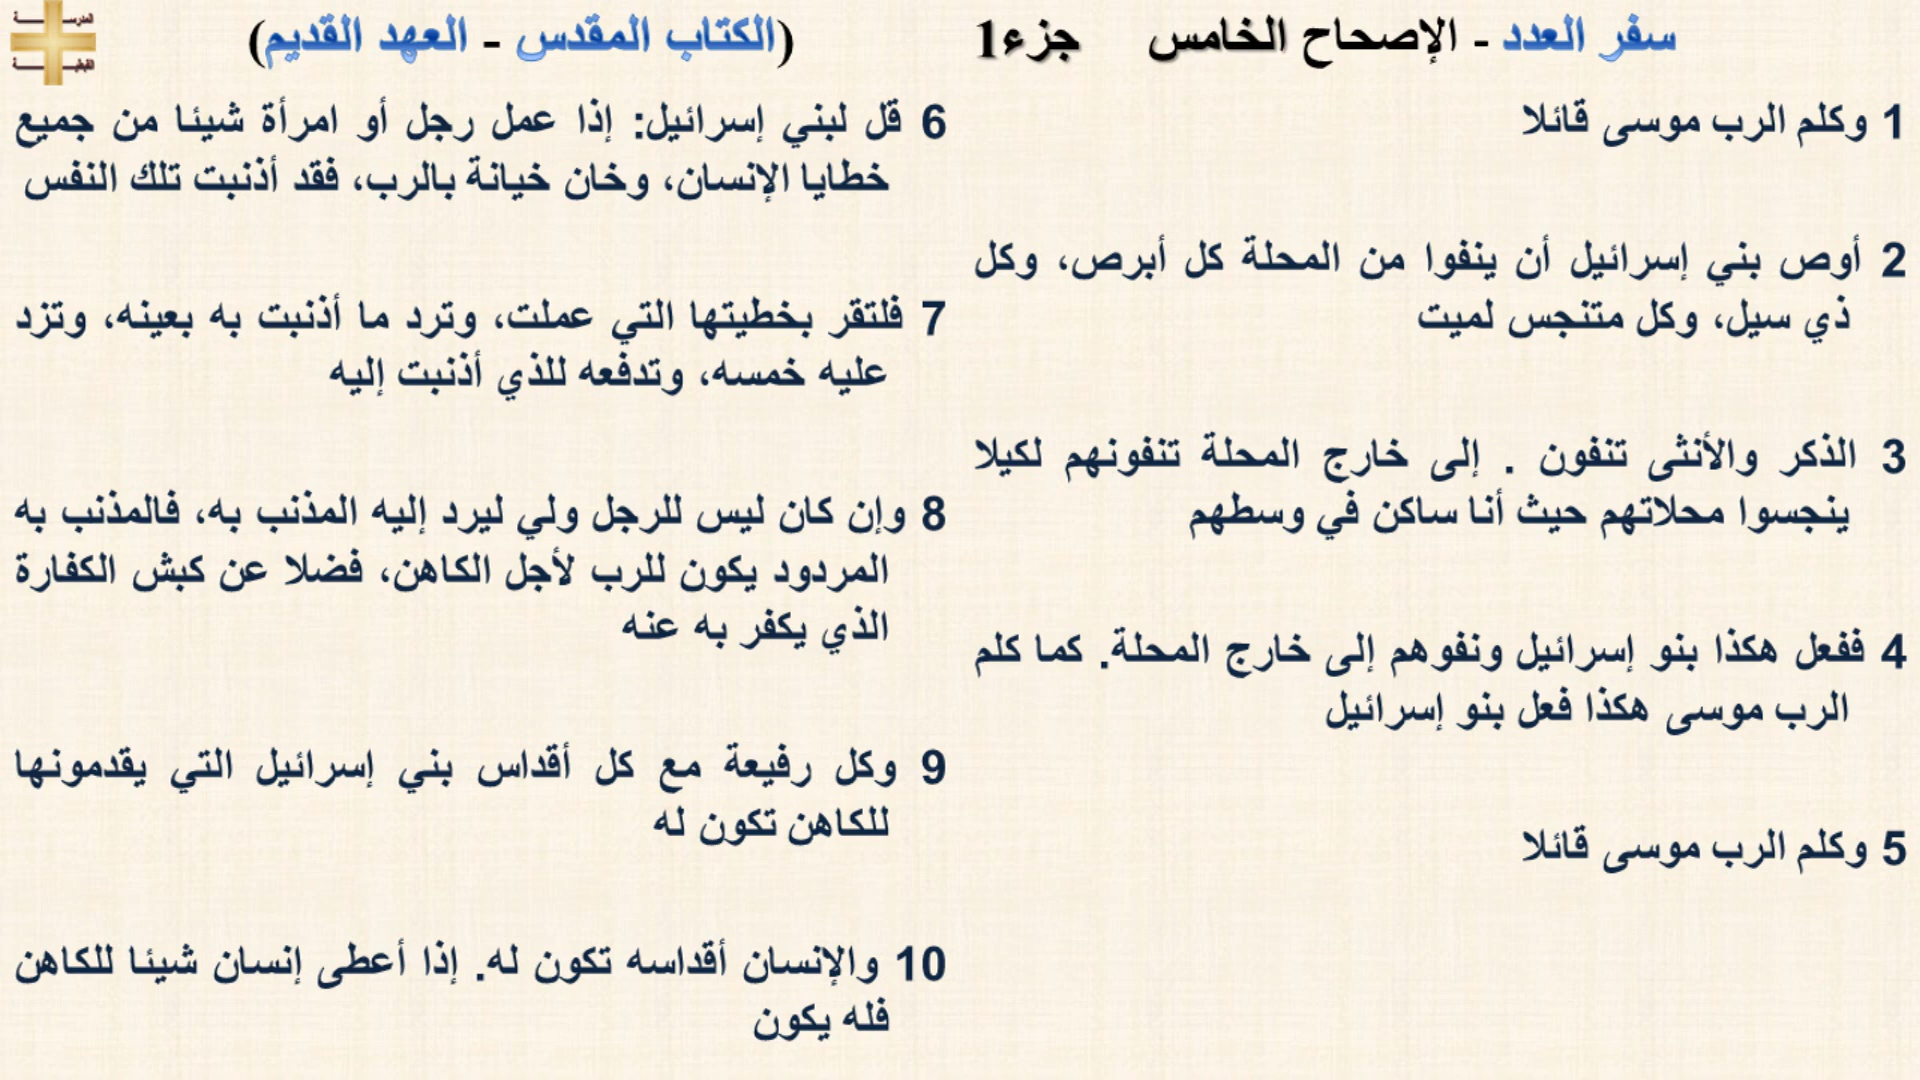 سفر العدد - الإصحاح الخامس جزء1
(الكتاب المقدس - العهد القديم)
1 وكلم الرب موسى قائلا
2 أوص بني إسرائيل أن ينفوا من المحلة كل أبرص، وكل
ذي سيل، وكل متنجس لميت
3 الذكر والأنثى تنفون . إلى خارج المحلة تنفونهم لكيلا
ينجسوا محلاتهم حيث أنا ساكن في وسطهم
4 ففعل هكذا بنو إسرائيل ونفوهم إلى خارج المحلة. كما كلم
الرب موسى هكذا فعل بنو إسرائيل
5 وكلم الرب موسى قائلا
6 قل لبني إسرائيل: إذا عمل رجل أو امرأة شيئا من جميع
خطايا الإنسان، وخان خيانة بالرب، فقد أذنبت تلك النفس
7 فلتقر بخطيتها التي عملت، وترد ما أذنبت به بعينه، وتزد
عليه خمسه، وتدفعه للذي أذنبت إليه
8 وإن كان ليس للرجل ولي ليرد إليه المذنب به، فالمذنب به
المردود يكون للرب لأجل الكاهن، فضلا عن كبش الكفارة
الذي يكفر به عنه
9 وكل رفيعة مع كل أقداس بني إسرائيل التي يقدمونها
للكاهن تكون له
10 والإنسان أقداسه تكون له. إذا أعطى إنسان شيئا للكاهن
فله يكون